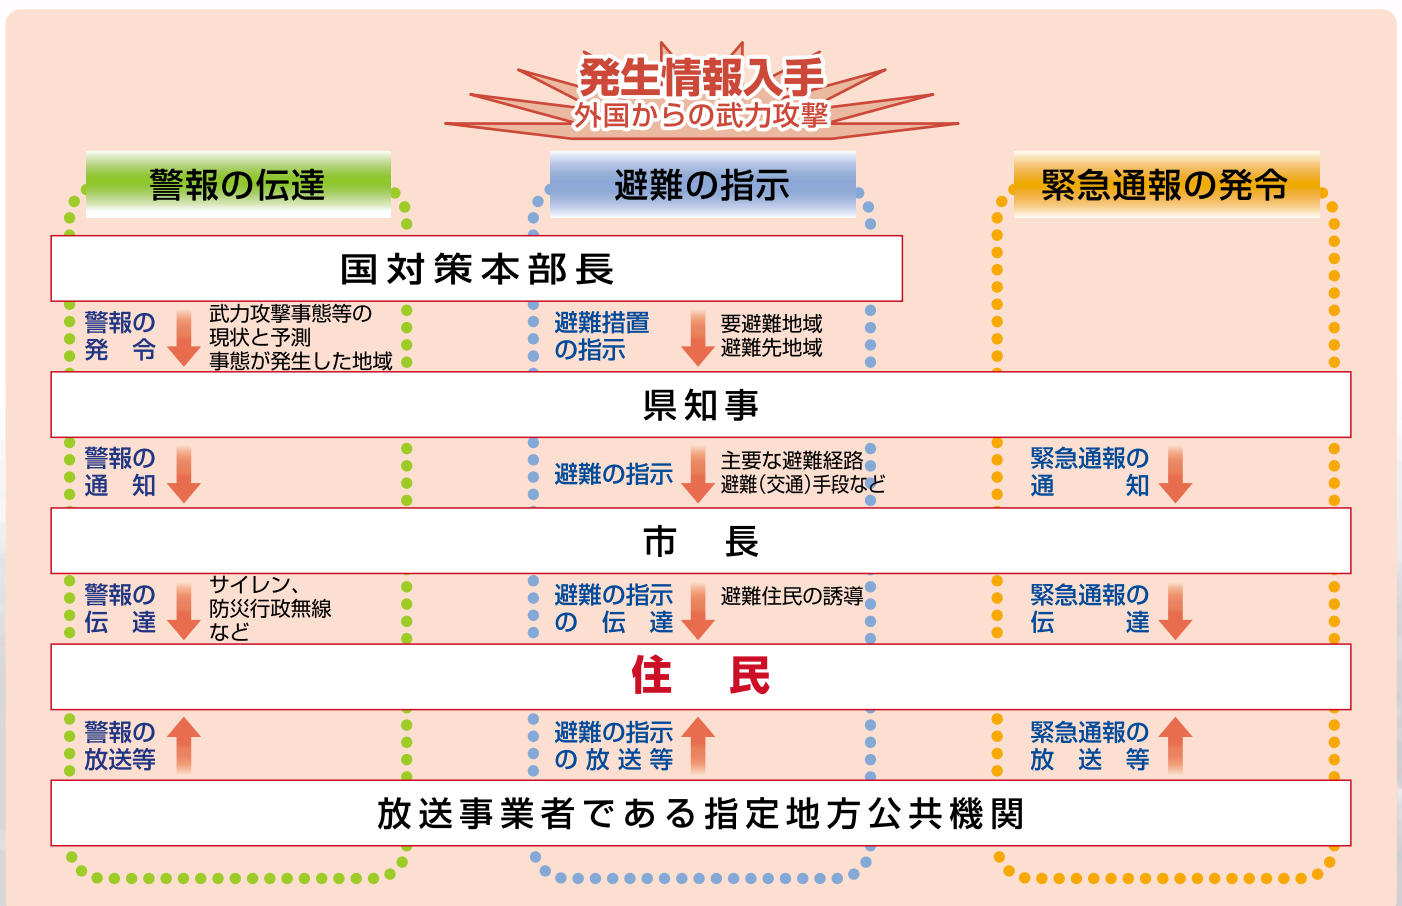 発生情報入手
外国からの武力攻撃
警報の伝達
避難の指示
緊急通報の発令
国対策本部長
警報の
発　令
武力攻撃事態等の
現状と予測
事態が発生した地域
避難措置
の指示
要避難地域
避難先地域
県知事
警報の
通　知
避難の指示
主要な避難経路
避難(交通)手段など
緊急通報の
通　　　知
市　長
警報の
伝　達
サイレン、
防災行政無線
など
避難の指示
の　伝　達
避難住民の誘導
緊急通報の
伝　　　達
住　民
警報の
放送等
避難の指示
の放送等
緊急通報の
放　送　等
放送事業者である指定地方公共機関